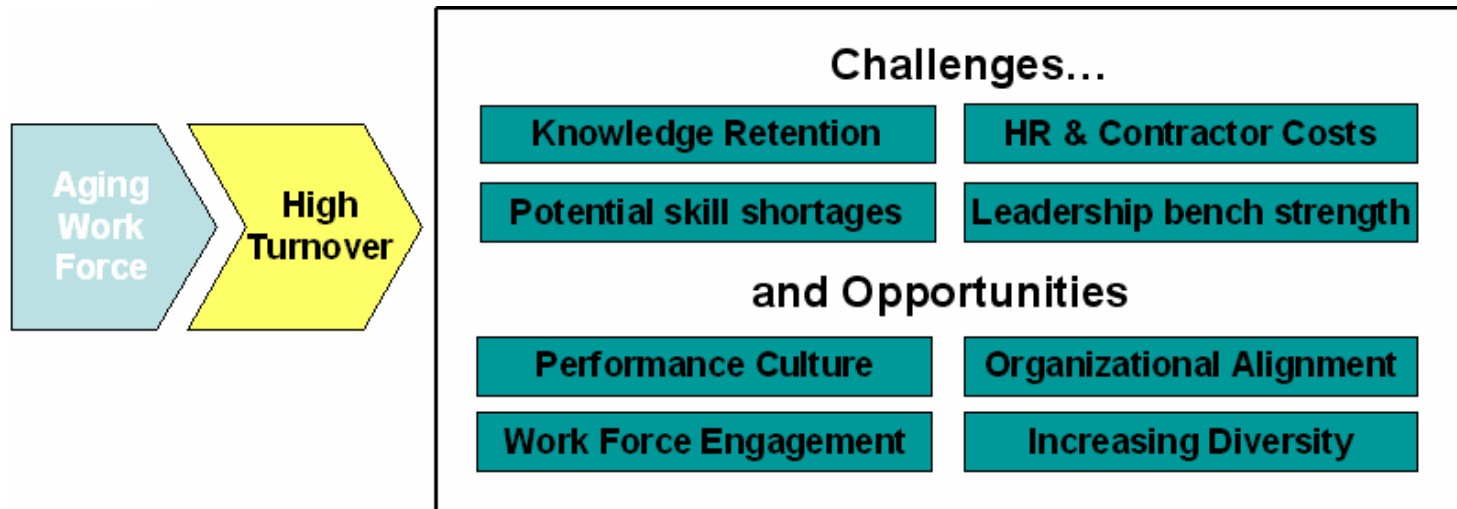 Aging
Work
Force
High
Turnover
Challenges…
Knowledge Retention
HR & Contractor Costs
Potential skill shortages
Leadership bench strength
and Opportunities
Performance Culture
Organizational Alignment
Work Force Engagement
Increasing Diversity